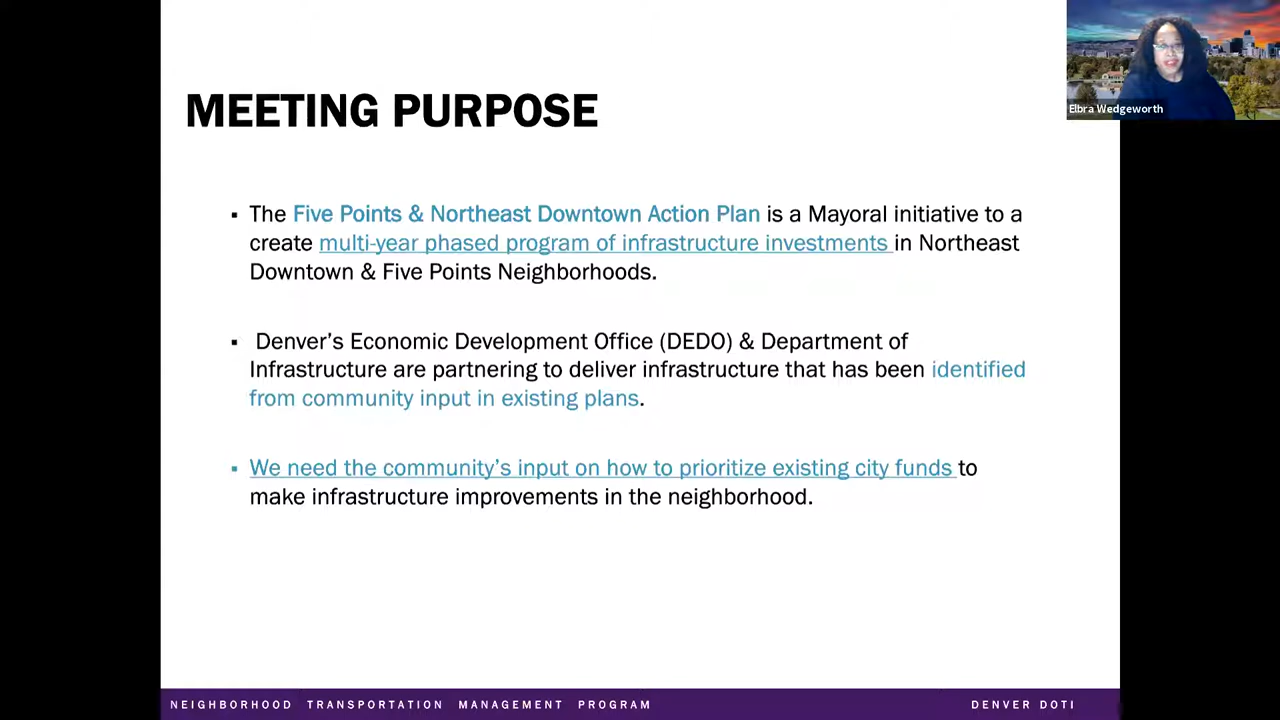 MEETING PURPOSE
Elbra Wedgeworth
▪ The Five Points & Northeast Downtown Action Plan is a Mayoral initiative to a
create multi-year phased program of infrastructure investments in Northeast
Downtown & Five Points Neighborhoods.
▪ Denver's Economic Development Office (DEDO) & Department of
Infrastructure are partnering to deliver infrastructure that has been identified
from community input in existing plans.
▪ We need the community's input on how to prioritize existing city funds to
make infrastructure improvements in the neighborhood.
NEIGHBORHOOD TRANSPORTATION MANAGEMENT PROGRAM
DENVER DOTI